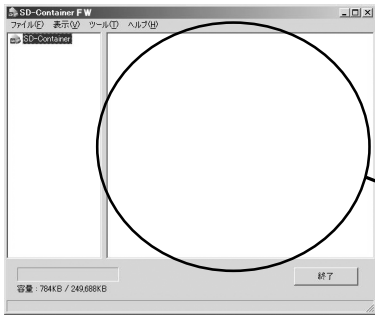 SD-Container FW
ファイル(F) 表示(V) ツール(T) ヘルプ(H)
SD-Container
終了
容量 : 784KB / 249,688KB